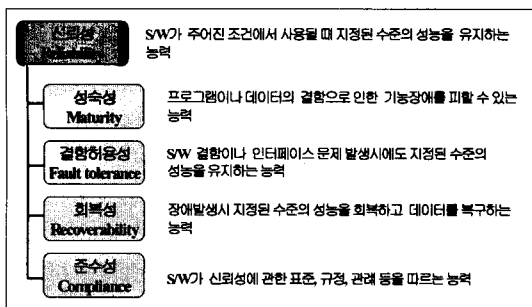 신뢰성
S/W가 주어진 조건에서 사용될 때 지정된 수준의 성능을 유지하는
능력
성숙성
Maturity
프로그램이나 데이터의 결함으로 인한 기능장애를 피할 수 있는
능력
결함허용성
Fault tolerance
S/W 결함이나 인터페이스 문제 발생시에도 지정된 수준의
성능을 유지하는 능력
회복성
Recoverability
장애발생시 지정된 수준의 성능을 회복하고 데이터를 복구하는
능력
준수성
Compliance
S/W가 신뢰성에 관한 표준, 규정, 관례 등을 따르는 능력